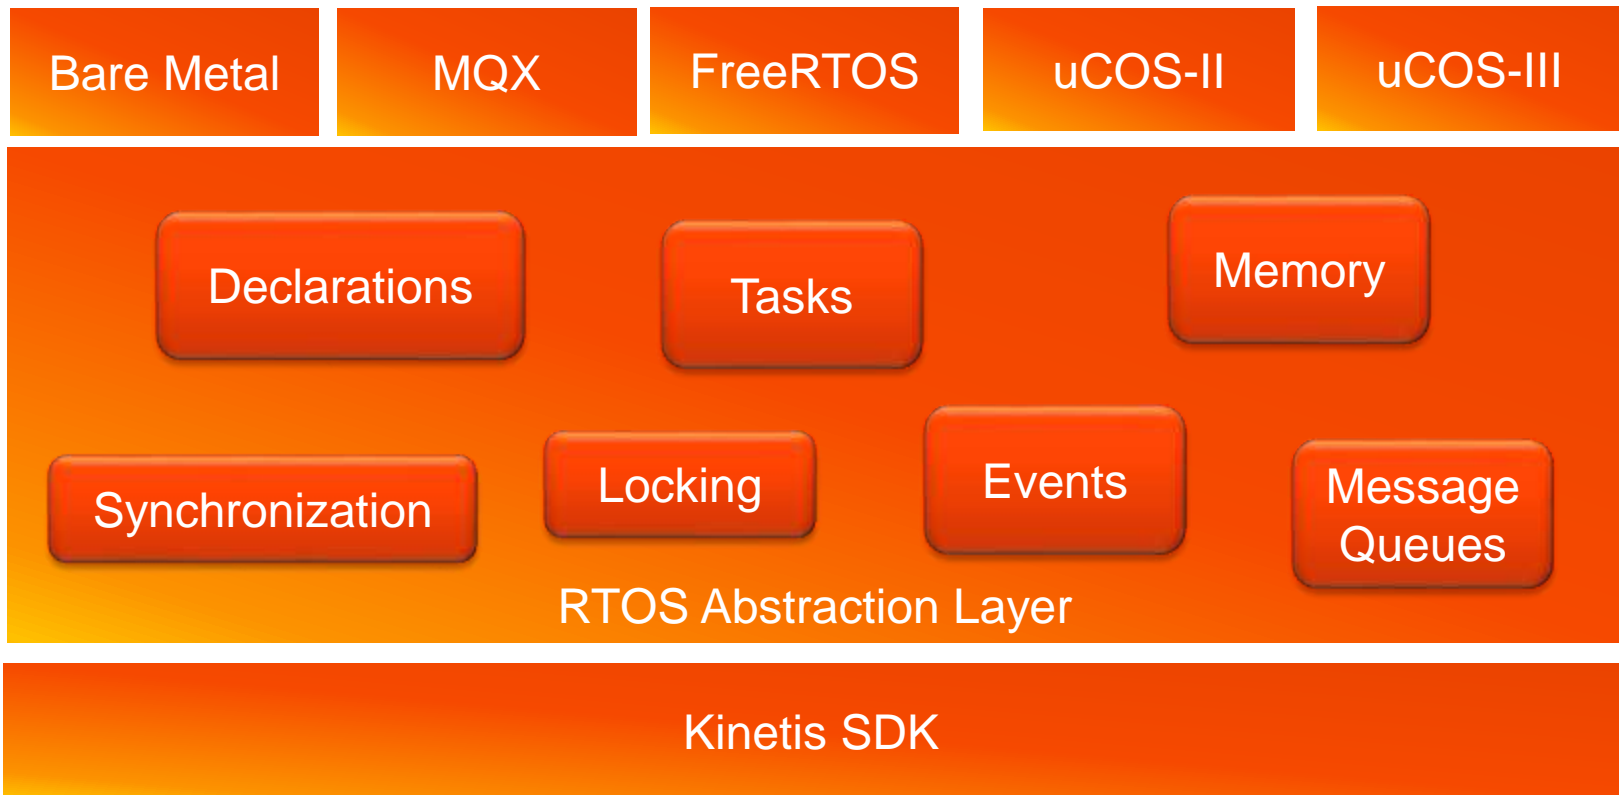 Bare Metal
MQX
FreeRTOS
uCOS-II
uCOS-III
Declarations
Tasks
Memory
Synchronization
Locking
Events
Message
Queues
RTOS Abstraction Layer
Kinetis SDK